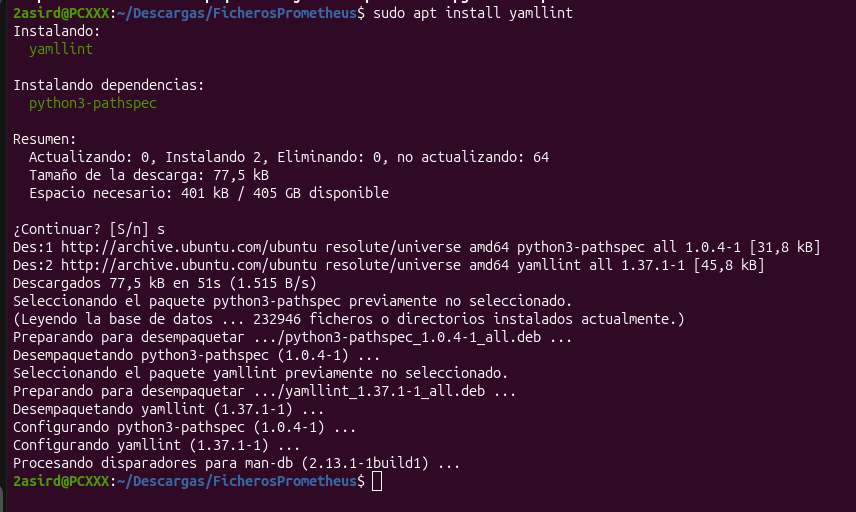 2asird@PCXXX:~/Descargas/FicherosPrometheus$ sudo apt install yamllint
Instalando:
  yamllint

Instalando dependencias:
  python3-pathspec

Resumen:
  Actualizando: 0, Instalando 2, Eliminando: 0, no actualizando: 64
  Tamaño de la descarga: 77,5 kB
  Espacio necesario: 401 kB / 405 GB disponible

¿Continuar? [S/n] s
Des:1 http://archive.ubuntu.com/ubuntu resolute/universe amd64 python3-pathspec all 1.0.4-1 [31,8 kB]
Des:2 http://archive.ubuntu.com/ubuntu resolute/universe amd64 yamllint all 1.37.1-1 [45,8 kB]
Descargados 77,5 kB en 51s (1.515 B/s)
Seleccionando el paquete python3-pathspec previamente no seleccionado.
(Leyendo la base de datos ... 232946 ficheros o directorios instalados actualmente.)
Preparando para desempaquetar .../python3-pathspec_1.0.4-1_all.deb ...
Desempaquetando python3-pathspec (1.0.4-1) ...
Seleccionando el paquete yamllint previamente no seleccionado.
Preparando para desempaquetar .../yamllint_1.37.1-1_all.deb ...
Desempaquetando yamllint (1.37.1-1) ...
Configurando python3-pathspec (1.0.4-1) ...
Configurando yamllint (1.37.1-1) ...
Procesando disparadores para man-db (2.13.1-1build1) ...
2asird@PCXXX:~/Descargas/FicherosPrometheus$